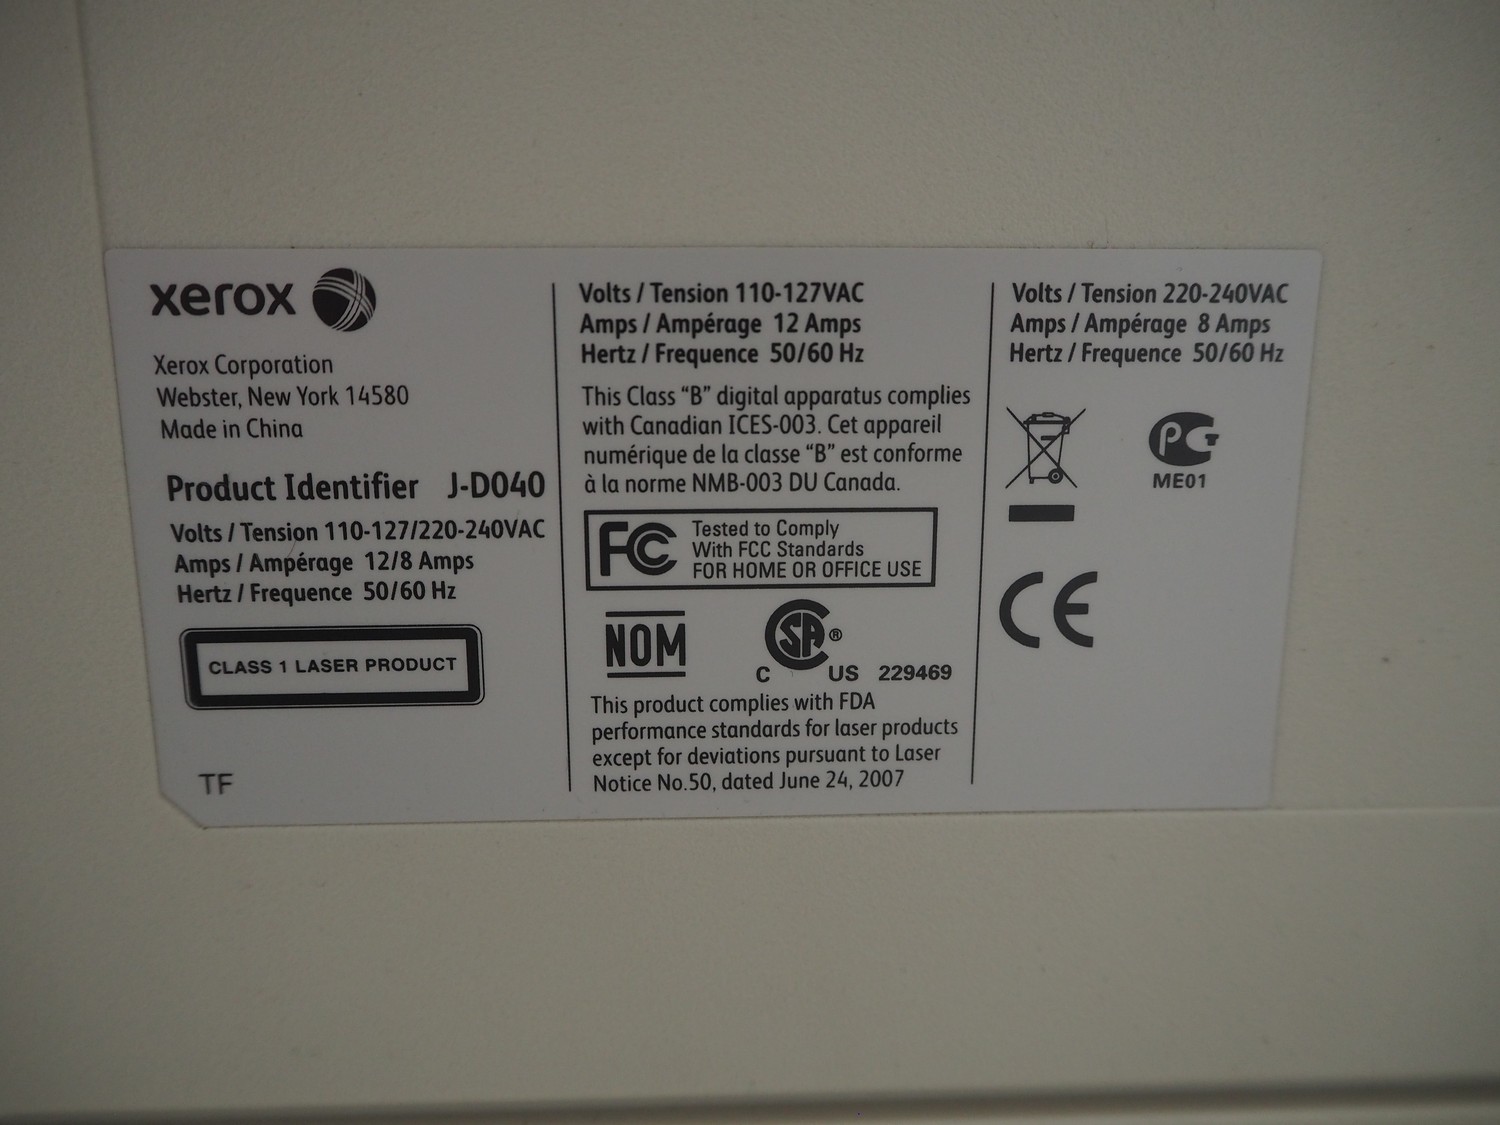 xerox
Xerox Corporation
Webster, New York 14580
Made in China
Product Identifier J-D040
Volts / Tension 110-127/220-240VAC
Amps / Ampérage 12/8 Amps
Hertz / Frequence 50/60 Hz
CLASS 1 LASER PRODUCT
TF
Volts / Tension 110-127VAC
Amps / Ampérage 12 Amps
Hertz / Frequence 50/60 Hz
This Class “B” digital apparatus complies
with Canadian ICES-003. Cet appareil
numérique de la classe “B” est conforme
à la norme NMB-003 DU Canada.
FC Tested to Comply
With FCC Standards
FOR HOME OR OFFICE USE
NOM
SA®
C US 229469
This product complies with FDA
performance standards for laser products
except for deviations pursuant to Laser
Notice No.50, dated June 24, 2007
Volts / Tension 220-240VAC
Amps / Ampérage 8 Amps
Hertz / Frequence 50/60 Hz
PG
ME01
CE